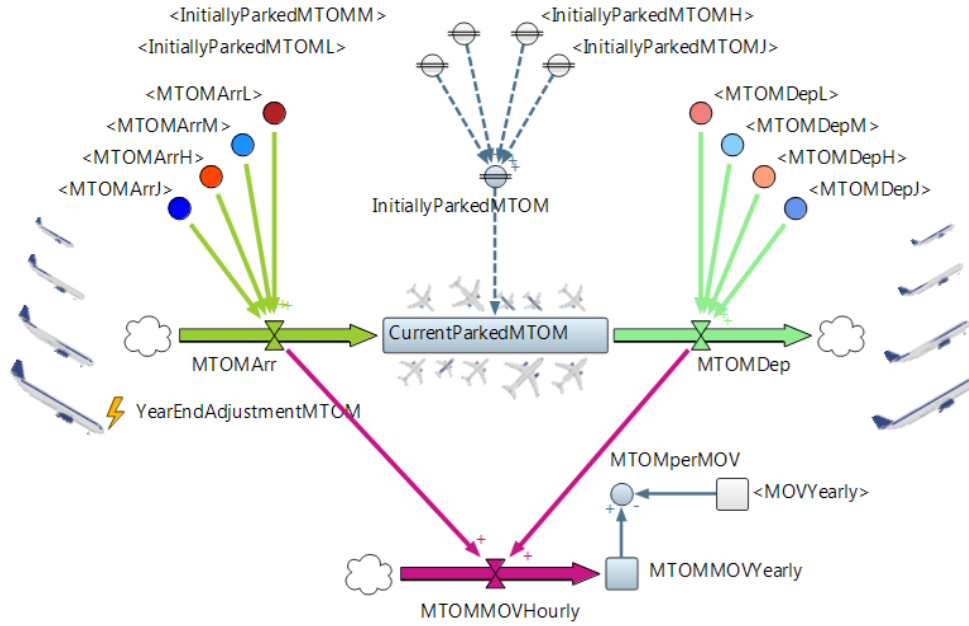 <InitiallyParkedMTOMM>
<InitiallyParkedMTOMH>
<InitiallyParkedMTOML>
<InitiallyParkedMTOMJ>
<MTOMArrL>
<MTOMDepL>
<MTOMArrM>
<MTOMDepM>
<MTOMArrH>
<MTOMDepH>
<MTOMArrJ>
<MTOMDepJ>
InitiallyParkedMTOM
CurrentParkedMTOM
MTOMArr
MTOMDep
YearEndAdjustmentMTOM
MTOMperMOV
<MOVYearly>
MTOMMOVYearly
MTOMMOVHourly